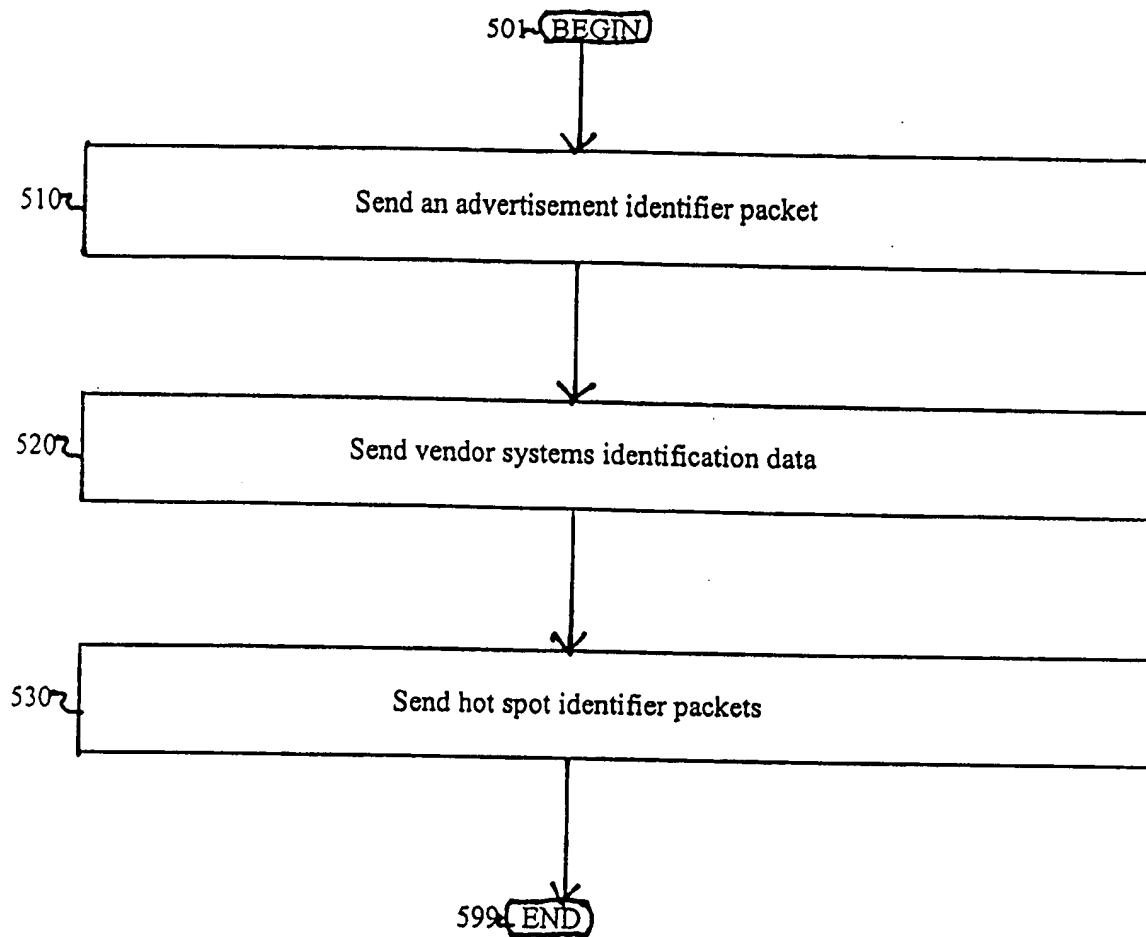 501 BEGIN
510 Send an advertisement identifier packet
520 Send vendor systems identification data
530 Send hot spot identifier packets
599 END